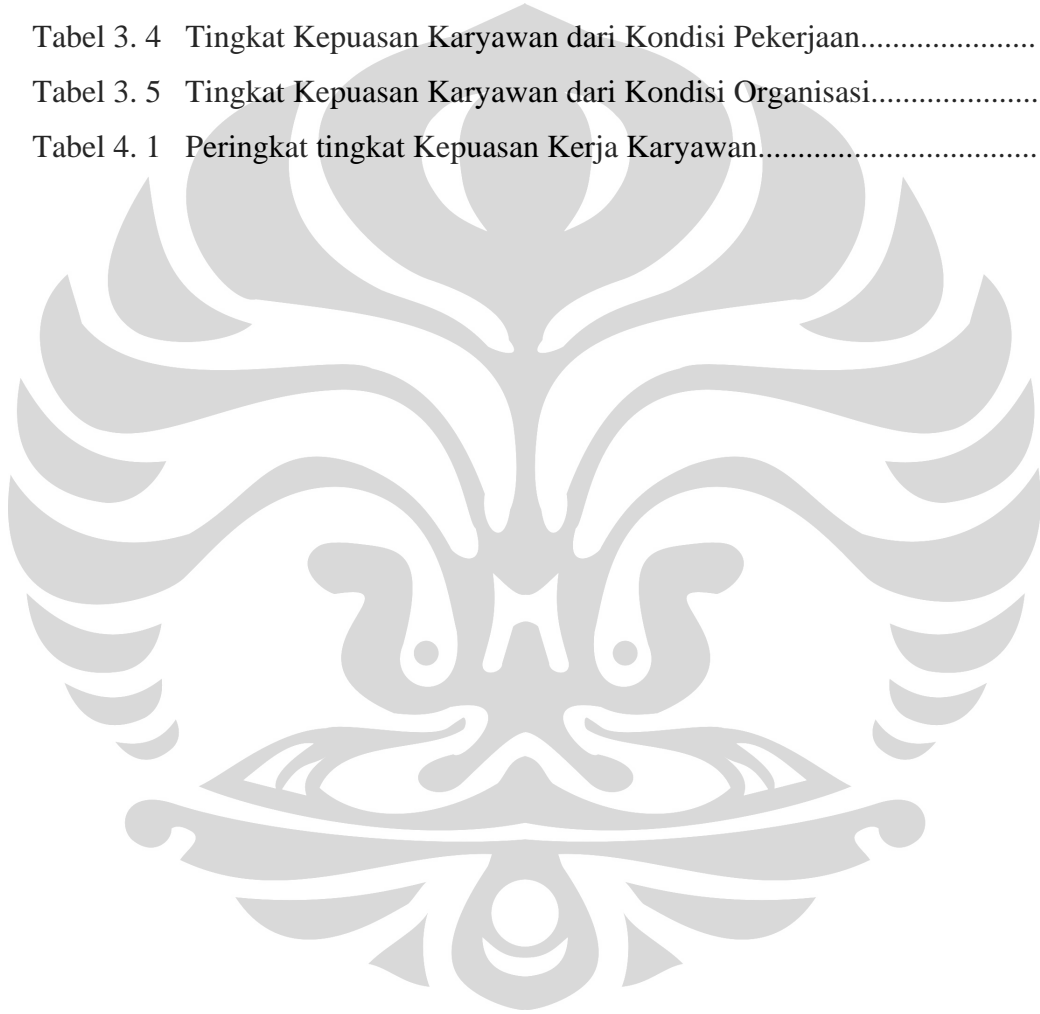 Tabel 3. 4 Tingkat Kepuasan Karyawan dari Kondisi Pekerjaan......................
Tabel 3. 5 Tingkat Kepuasan Karyawan dari Kondisi Organisasi.....................
Tabel 4. 1 Peringkat tingkat Kepuasan Kerja Karyawan..................................